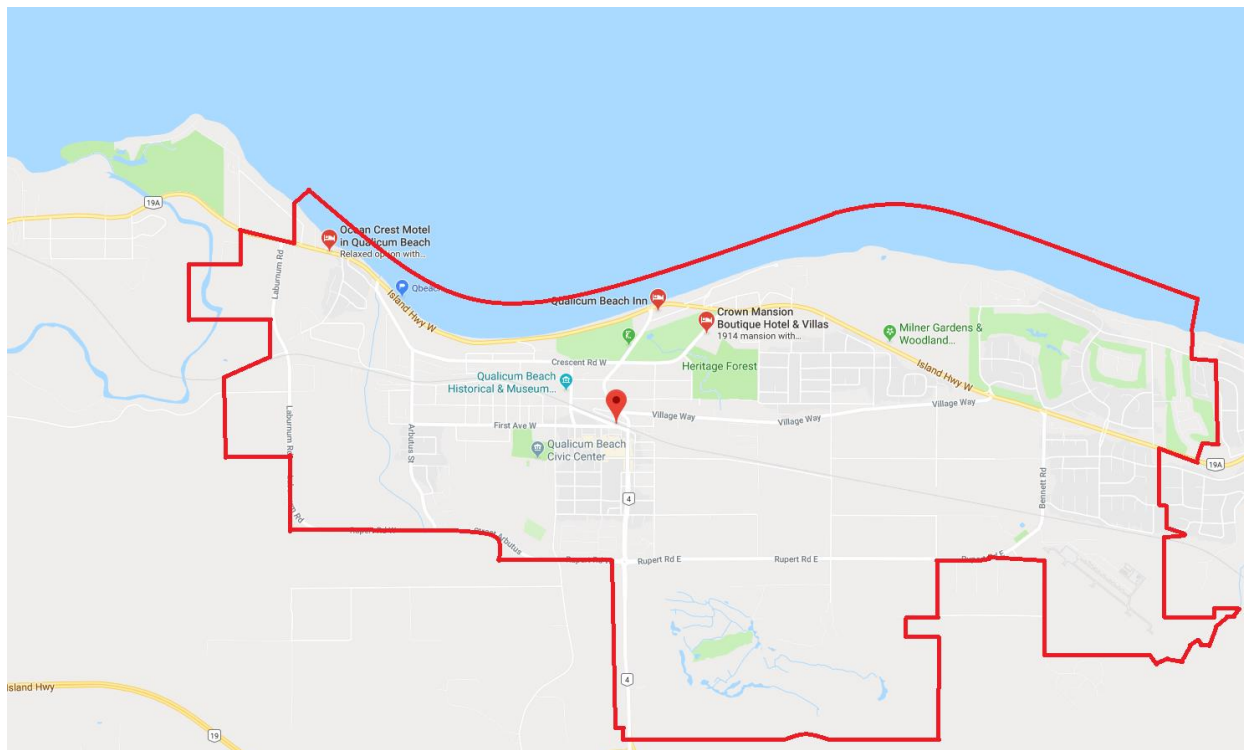 19A
Ocean Crest Motel
in Qualicum Beach
Relaxed option with...
Laburnum Rd
Qbeach
Island Hwy W
Qualicum Beach Inn
Crown Mansion
Boutique Hotel & Villas
1914 mansion with...
Milner Gardens &
Woodland...
Crescent Rd W
Heritage Forest
Island Hwy W
Qualicum Beach
Historical & Museum...
Village Way
Village Way
Village Way
Laburnum Rd
Arbutus St
First Ave W
Qualicum Beach
Civic Center
19A
Bennett Rd
4
Rupert Rd W
Rupert Rd E
Rupert Rd E
Rupert Rd E
4
Island Hwy
19